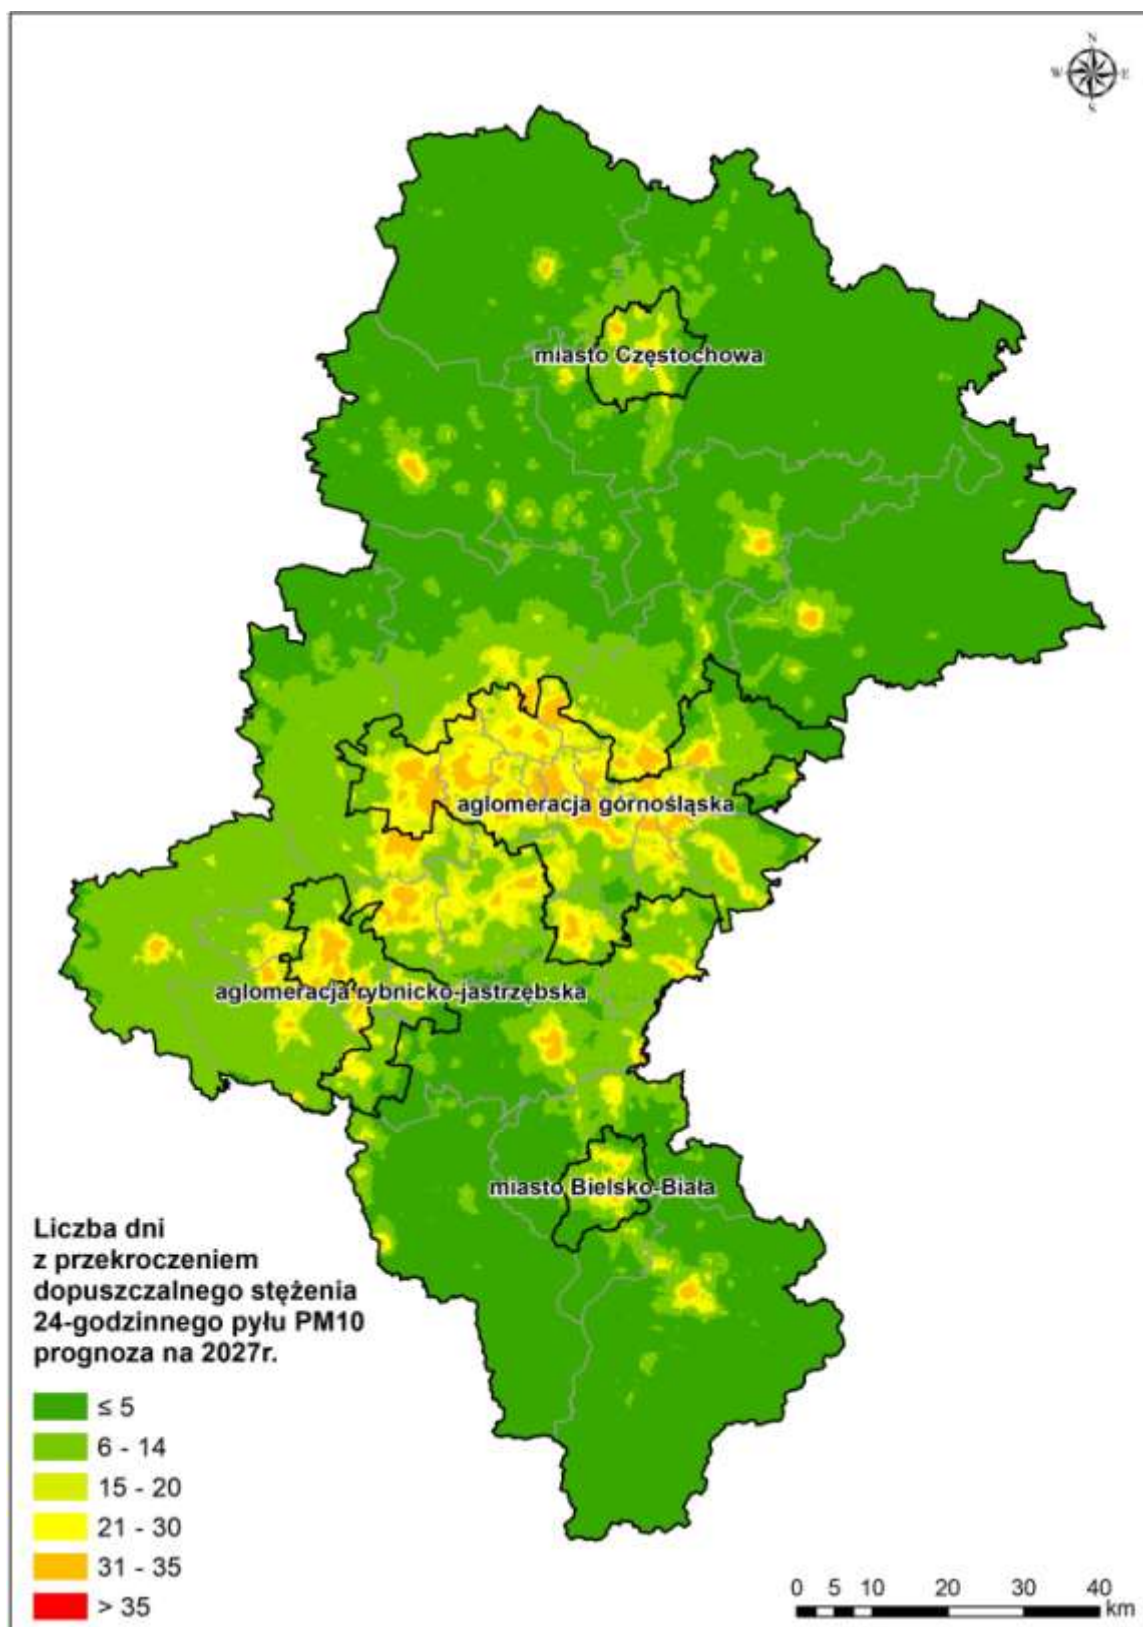 N
W E
S
miasto Częstochowa
aglomeracja górnośląska
aglomeracja rybnicko-jastrzębska
miasto Bielsko-Biała
Liczba dni
z przekroczeniem
dopuszczalnego stężenia
24-godzinnego pyłu PM10
prognoza na 2027r.
≤ 5
6 - 14
15 - 20
21 - 30
31 - 35
> 35
0 5 10 20 30 40
km